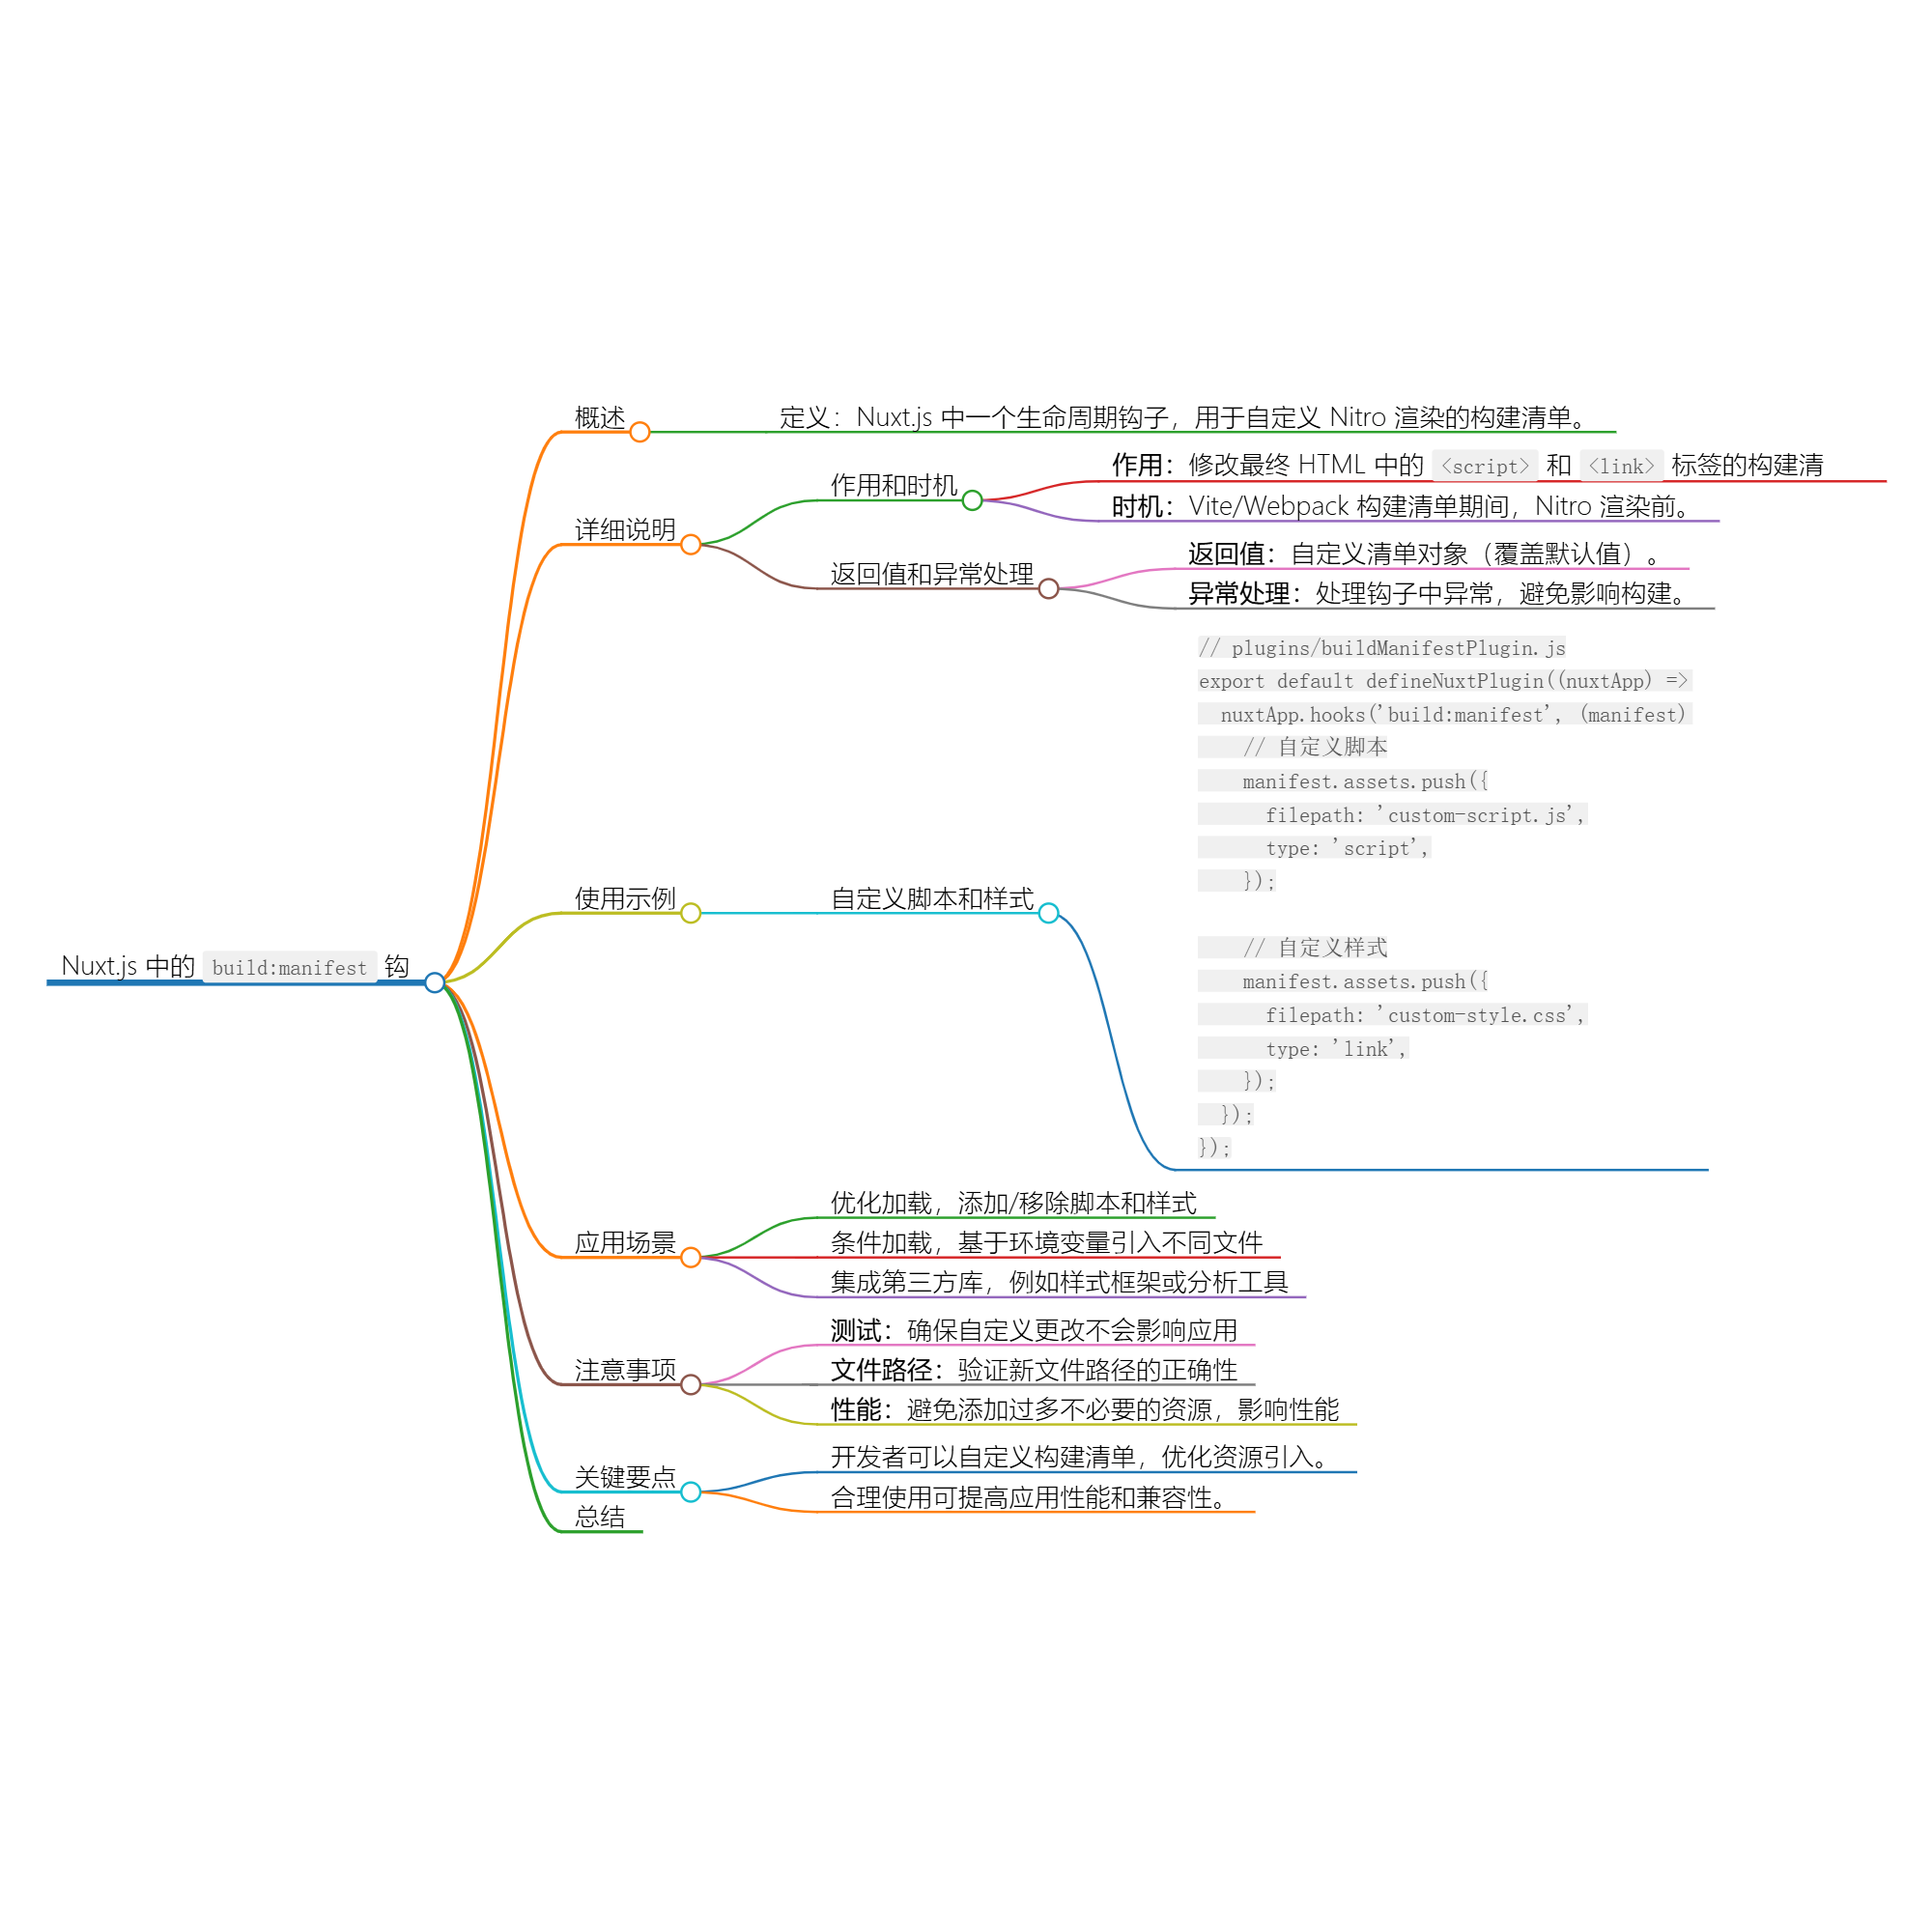 Nuxt.js 中的 build:manifest 钩
概述
定义：Nuxt.js 中一个生命周期钩子，用于自定义 Nitro 渲染的构建清单。
详细说明
作用和时机
作用：修改最终 HTML 中的 <script> 和 <link> 标签的构建清
时机：Vite/Webpack 构建清单期间，Nitro 渲染前。
返回值和异常处理
返回值：自定义清单对象（覆盖默认值）。
异常处理：处理钩子中异常，避免影响构建。
使用示例
自定义脚本和样式
// plugins/buildManifestPlugin.js
export default defineNuxtPlugin((nuxtApp) =>
  nuxtApp.hooks('build:manifest', (manifest)
    // 自定义脚本
    manifest.assets.push({
      filepath: 'custom-script.js',
      type: 'script',
    });
    // 自定义样式
    manifest.assets.push({
      filepath: 'custom-style.css',
      type: 'link',
    });
  });
});
应用场景
优化加载，添加/移除脚本和样式
条件加载，基于环境变量引入不同文件
集成第三方库，例如样式框架或分析工具
注意事项
测试：确保自定义更改不会影响应用
文件路径：验证新文件路径的正确性
性能：避免添加过多不必要的资源，影响性能
关键要点
开发者可以自定义构建清单，优化资源引入。
合理使用可提高应用性能和兼容性。
总结